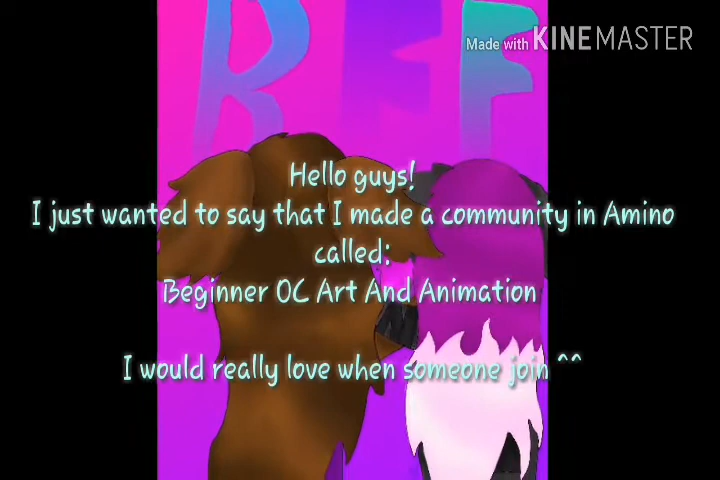 BFF
Made with KINEMASTER
Hello guys!
I just wanted to say that I made a community in Amino
called:
Beginner OC Art And Animation
I would really love when someone join ^^